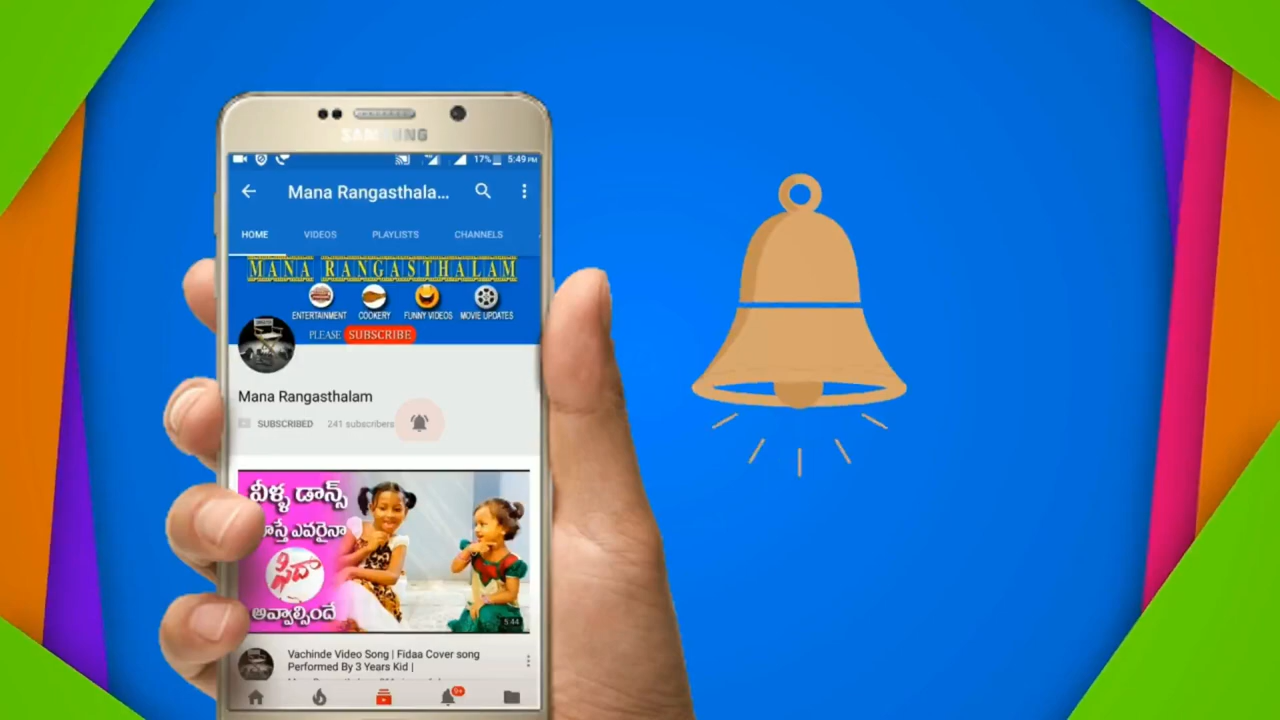 SAMSUNG
17% 5:49 PM
Mana Rangasthala...
HOME VIDEOS PLAYLISTS CHANNELS
MANA RANGASTHALAM
ENTERTAINMENT COOKERY FUNNY VIDEOS MOVIE UPDATES
PLEASE SUBSCRIBE
Mana Rangasthalam
SUBSCRIBED 241 subscribers
వీళ్ళ డాన్స్
ఎవరైనా
ఫిదా
అవ్వాల్సిందే
5:44
Vachinde Video Song | Fidaa Cover song
Performed By 3 Years Kid |
9+